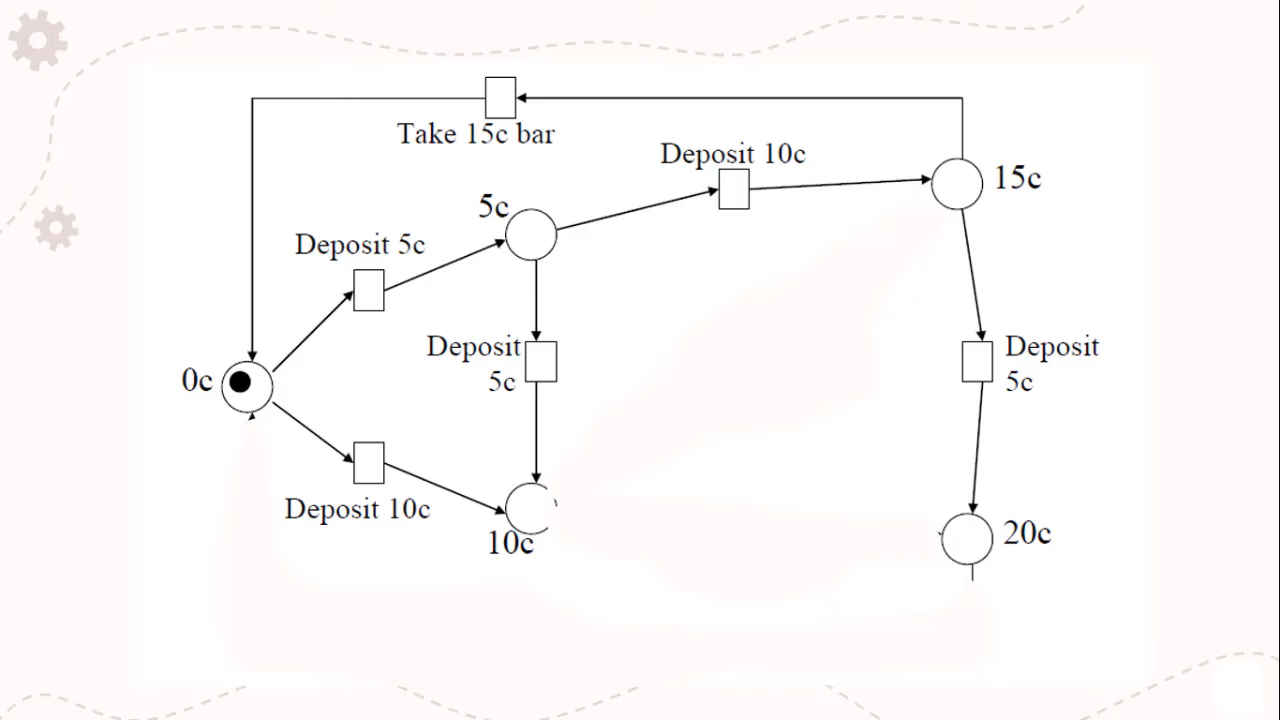 Take 15c bar
Deposit 10c
15c
5c
Deposit 5c
Deposit
5c
Deposit
5c
0c
Deposit 10c
10c
20c